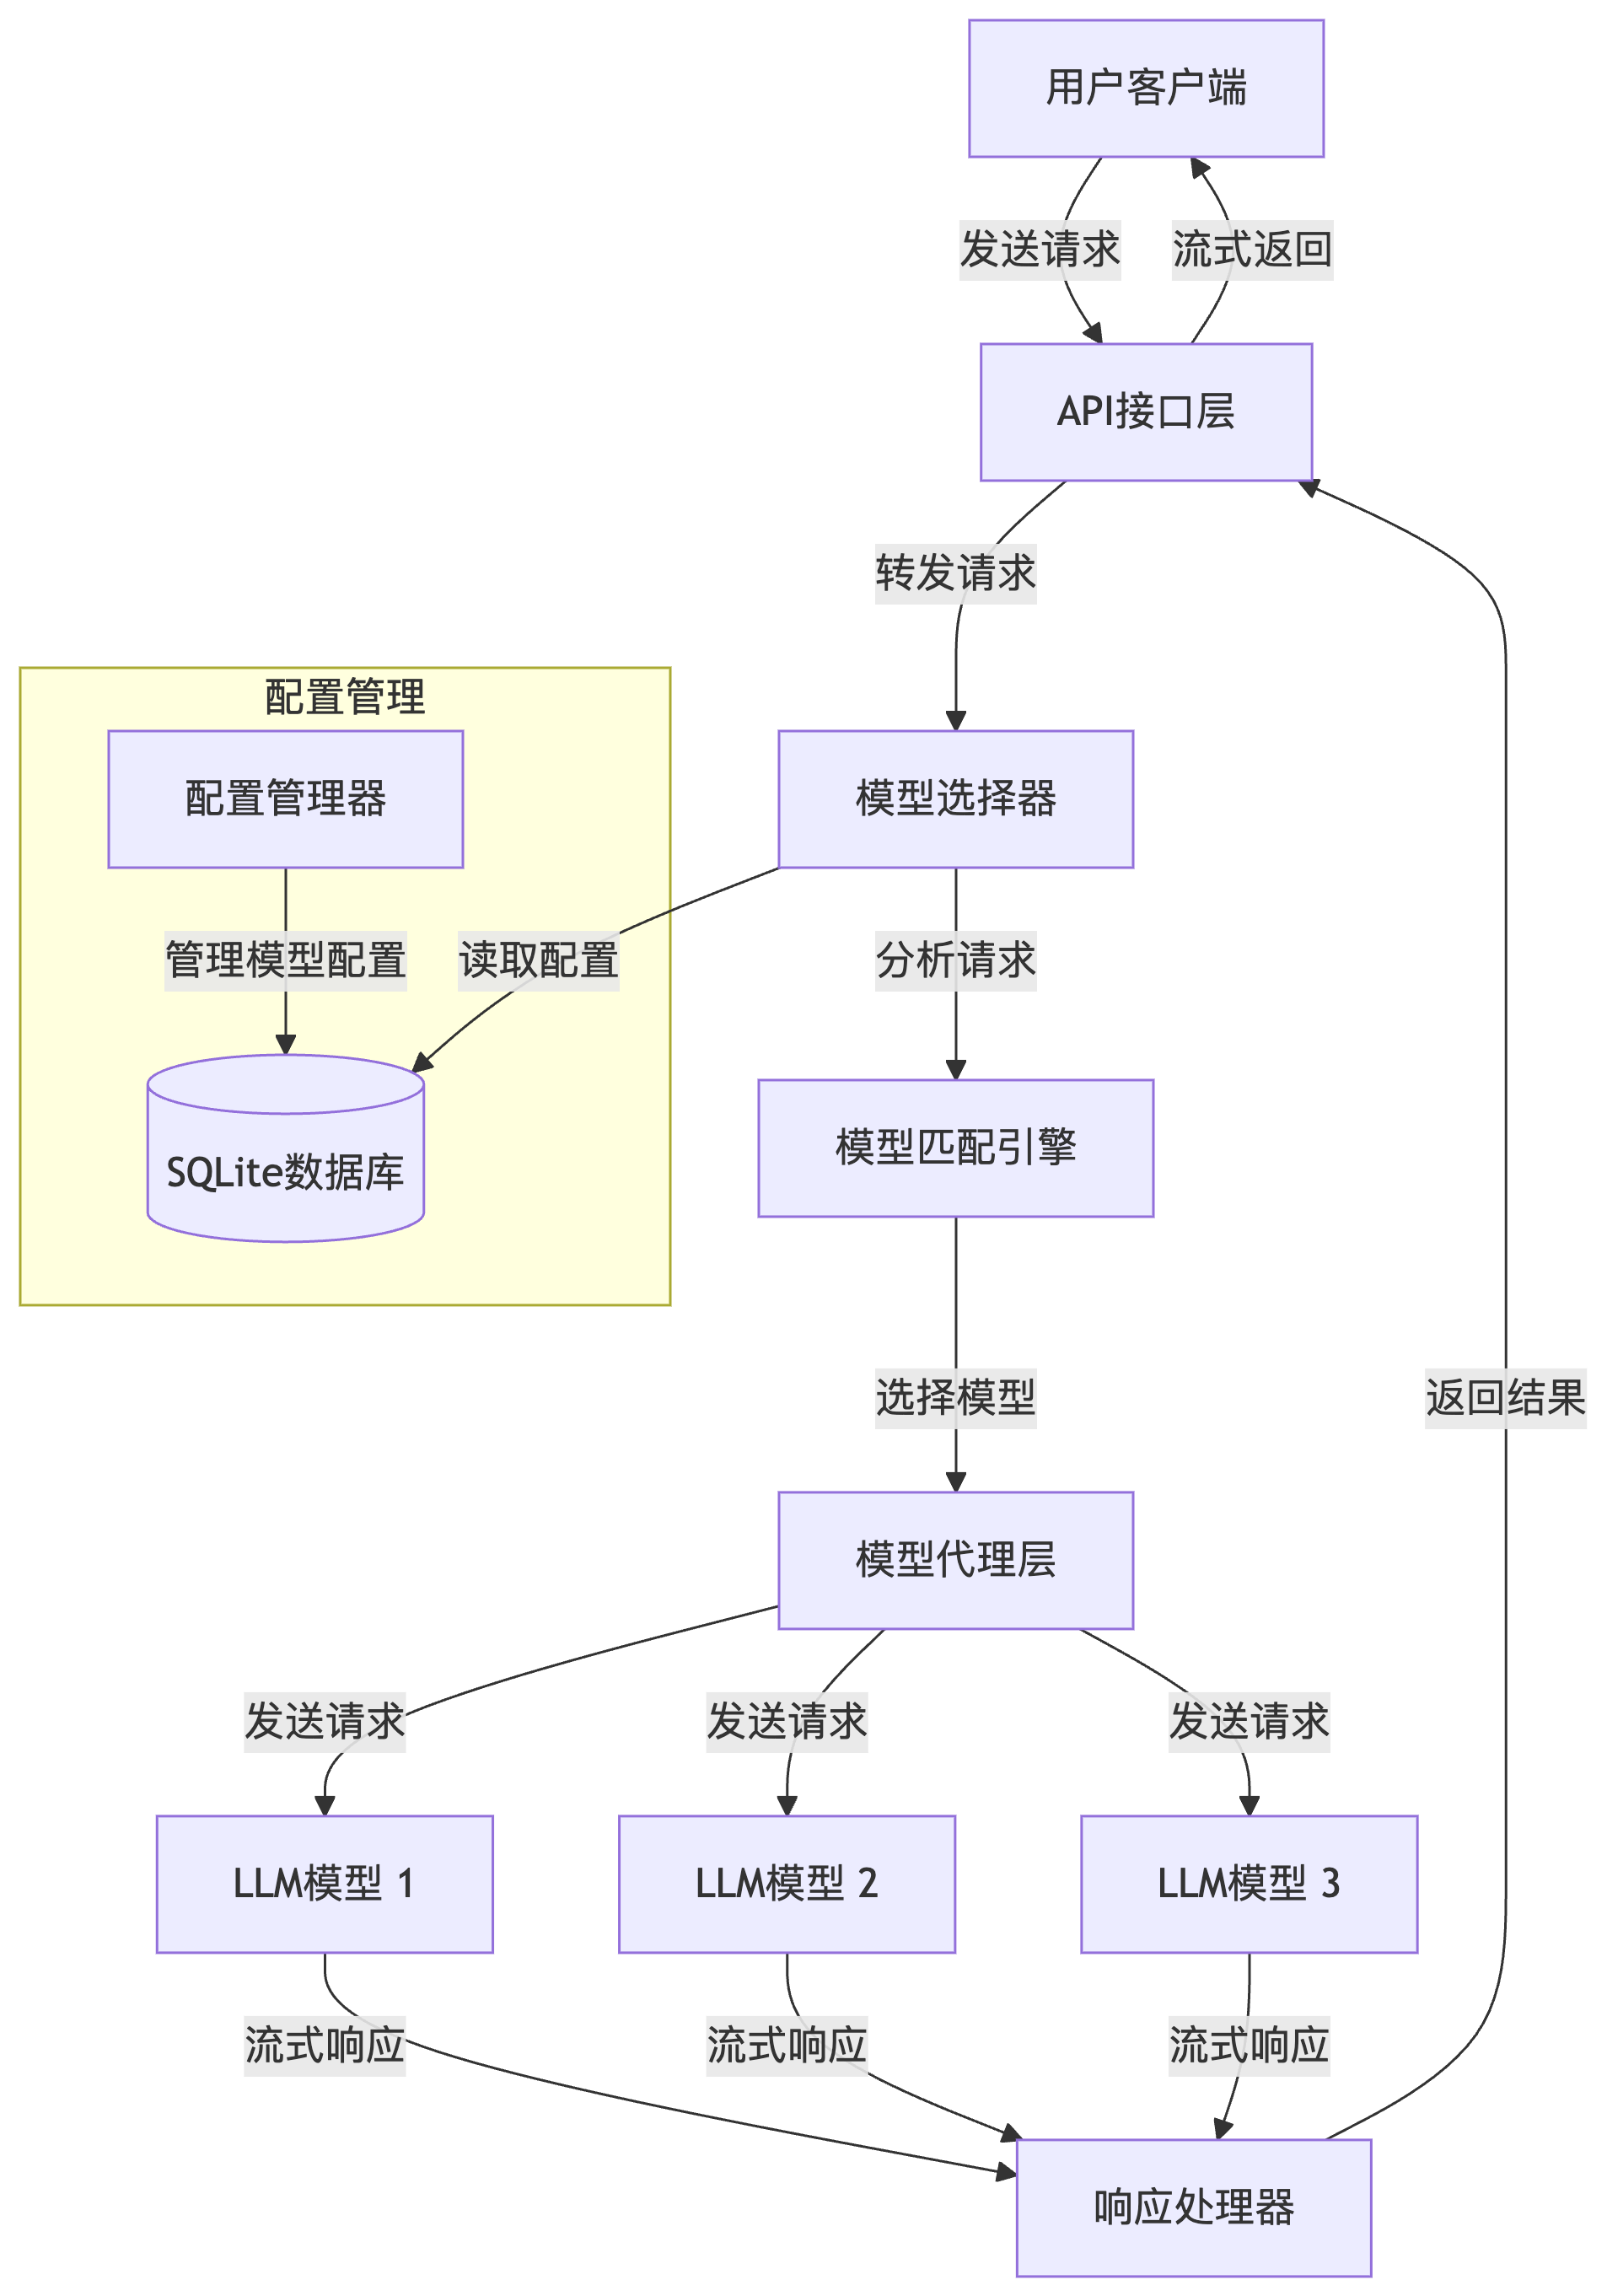 用户客户端
发送请求
流式返回
API接口层
转发请求
配置管理
配置管理器
模型选择器
管理模型配置
读取配置
分析请求
模型匹配引擎
SQLite数据库
选择模型
返回结果
模型代理层
发送请求
发送请求
发送请求
LLM模型 1
LLM模型 2
LLM模型 3
流式响应
流式响应
流式响应
响应处理器